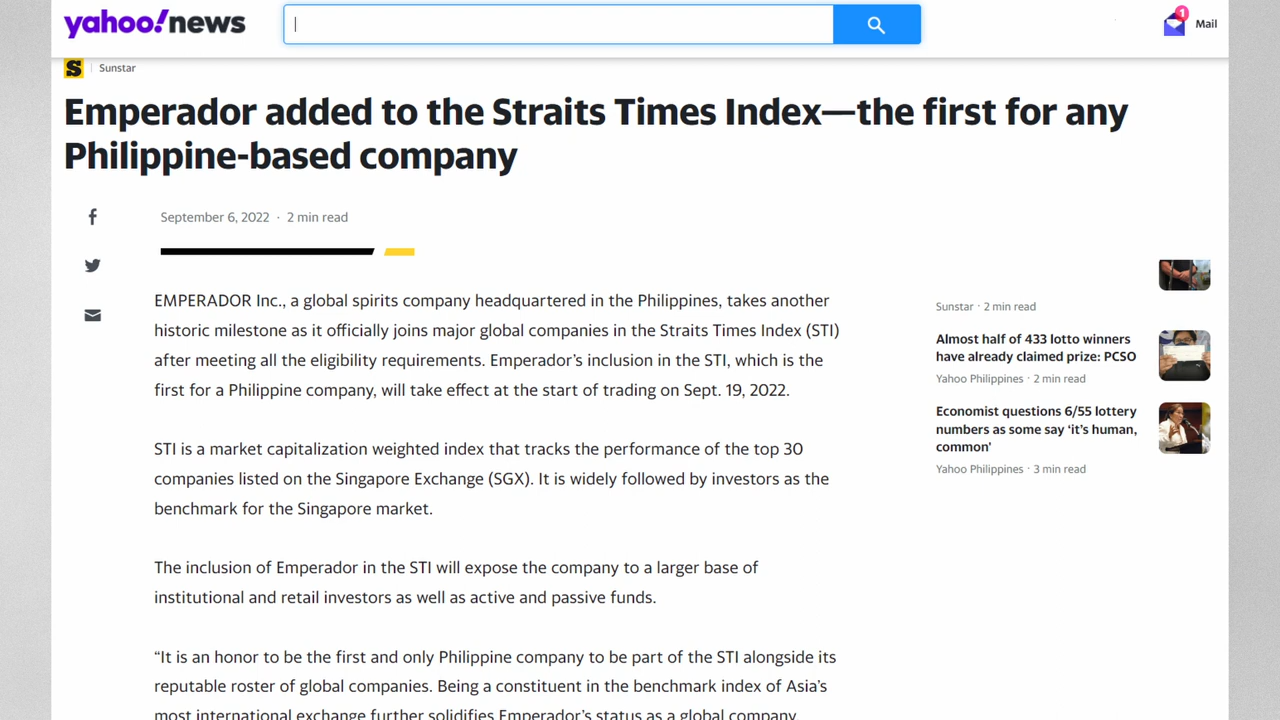 yahoo!news
1
Mail
S
Sunstar
Emperador added to the Straits Times Index—the first for any
Philippine-based company
September 6, 2022 · 2 min read
EMPERADOR Inc., a global spirits company headquartered in the Philippines, takes another
historic milestone as it officially joins major global companies in the Straits Times Index (STI)
after meeting all the eligibility requirements. Emperador's inclusion in the STI, which is the
first for a Philippine company, will take effect at the start of trading on Sept. 19, 2022.
STI is a market capitalization weighted index that tracks the performance of the top 30
companies listed on the Singapore Exchange (SGX). It is widely followed by investors as the
benchmark for the Singapore market.
The inclusion of Emperador in the STI will expose the company to a larger base of
institutional and retail investors as well as active and passive funds.
“It is an honor to be the first and only Philippine company to be part of the STI alongside its
reputable roster of global companies. Being a constituent in the benchmark index of Asia's
most international exchange further solidifies Emperador's status as a global company
Sunstar · 2 min read
Almost half of 433 lotto winners
have already claimed prize: PCSO
Yahoo Philippines · 2 min read
Economist questions 6/55 lottery
numbers as some say ‘it's human,
common'
Yahoo Philippines · 3 min read